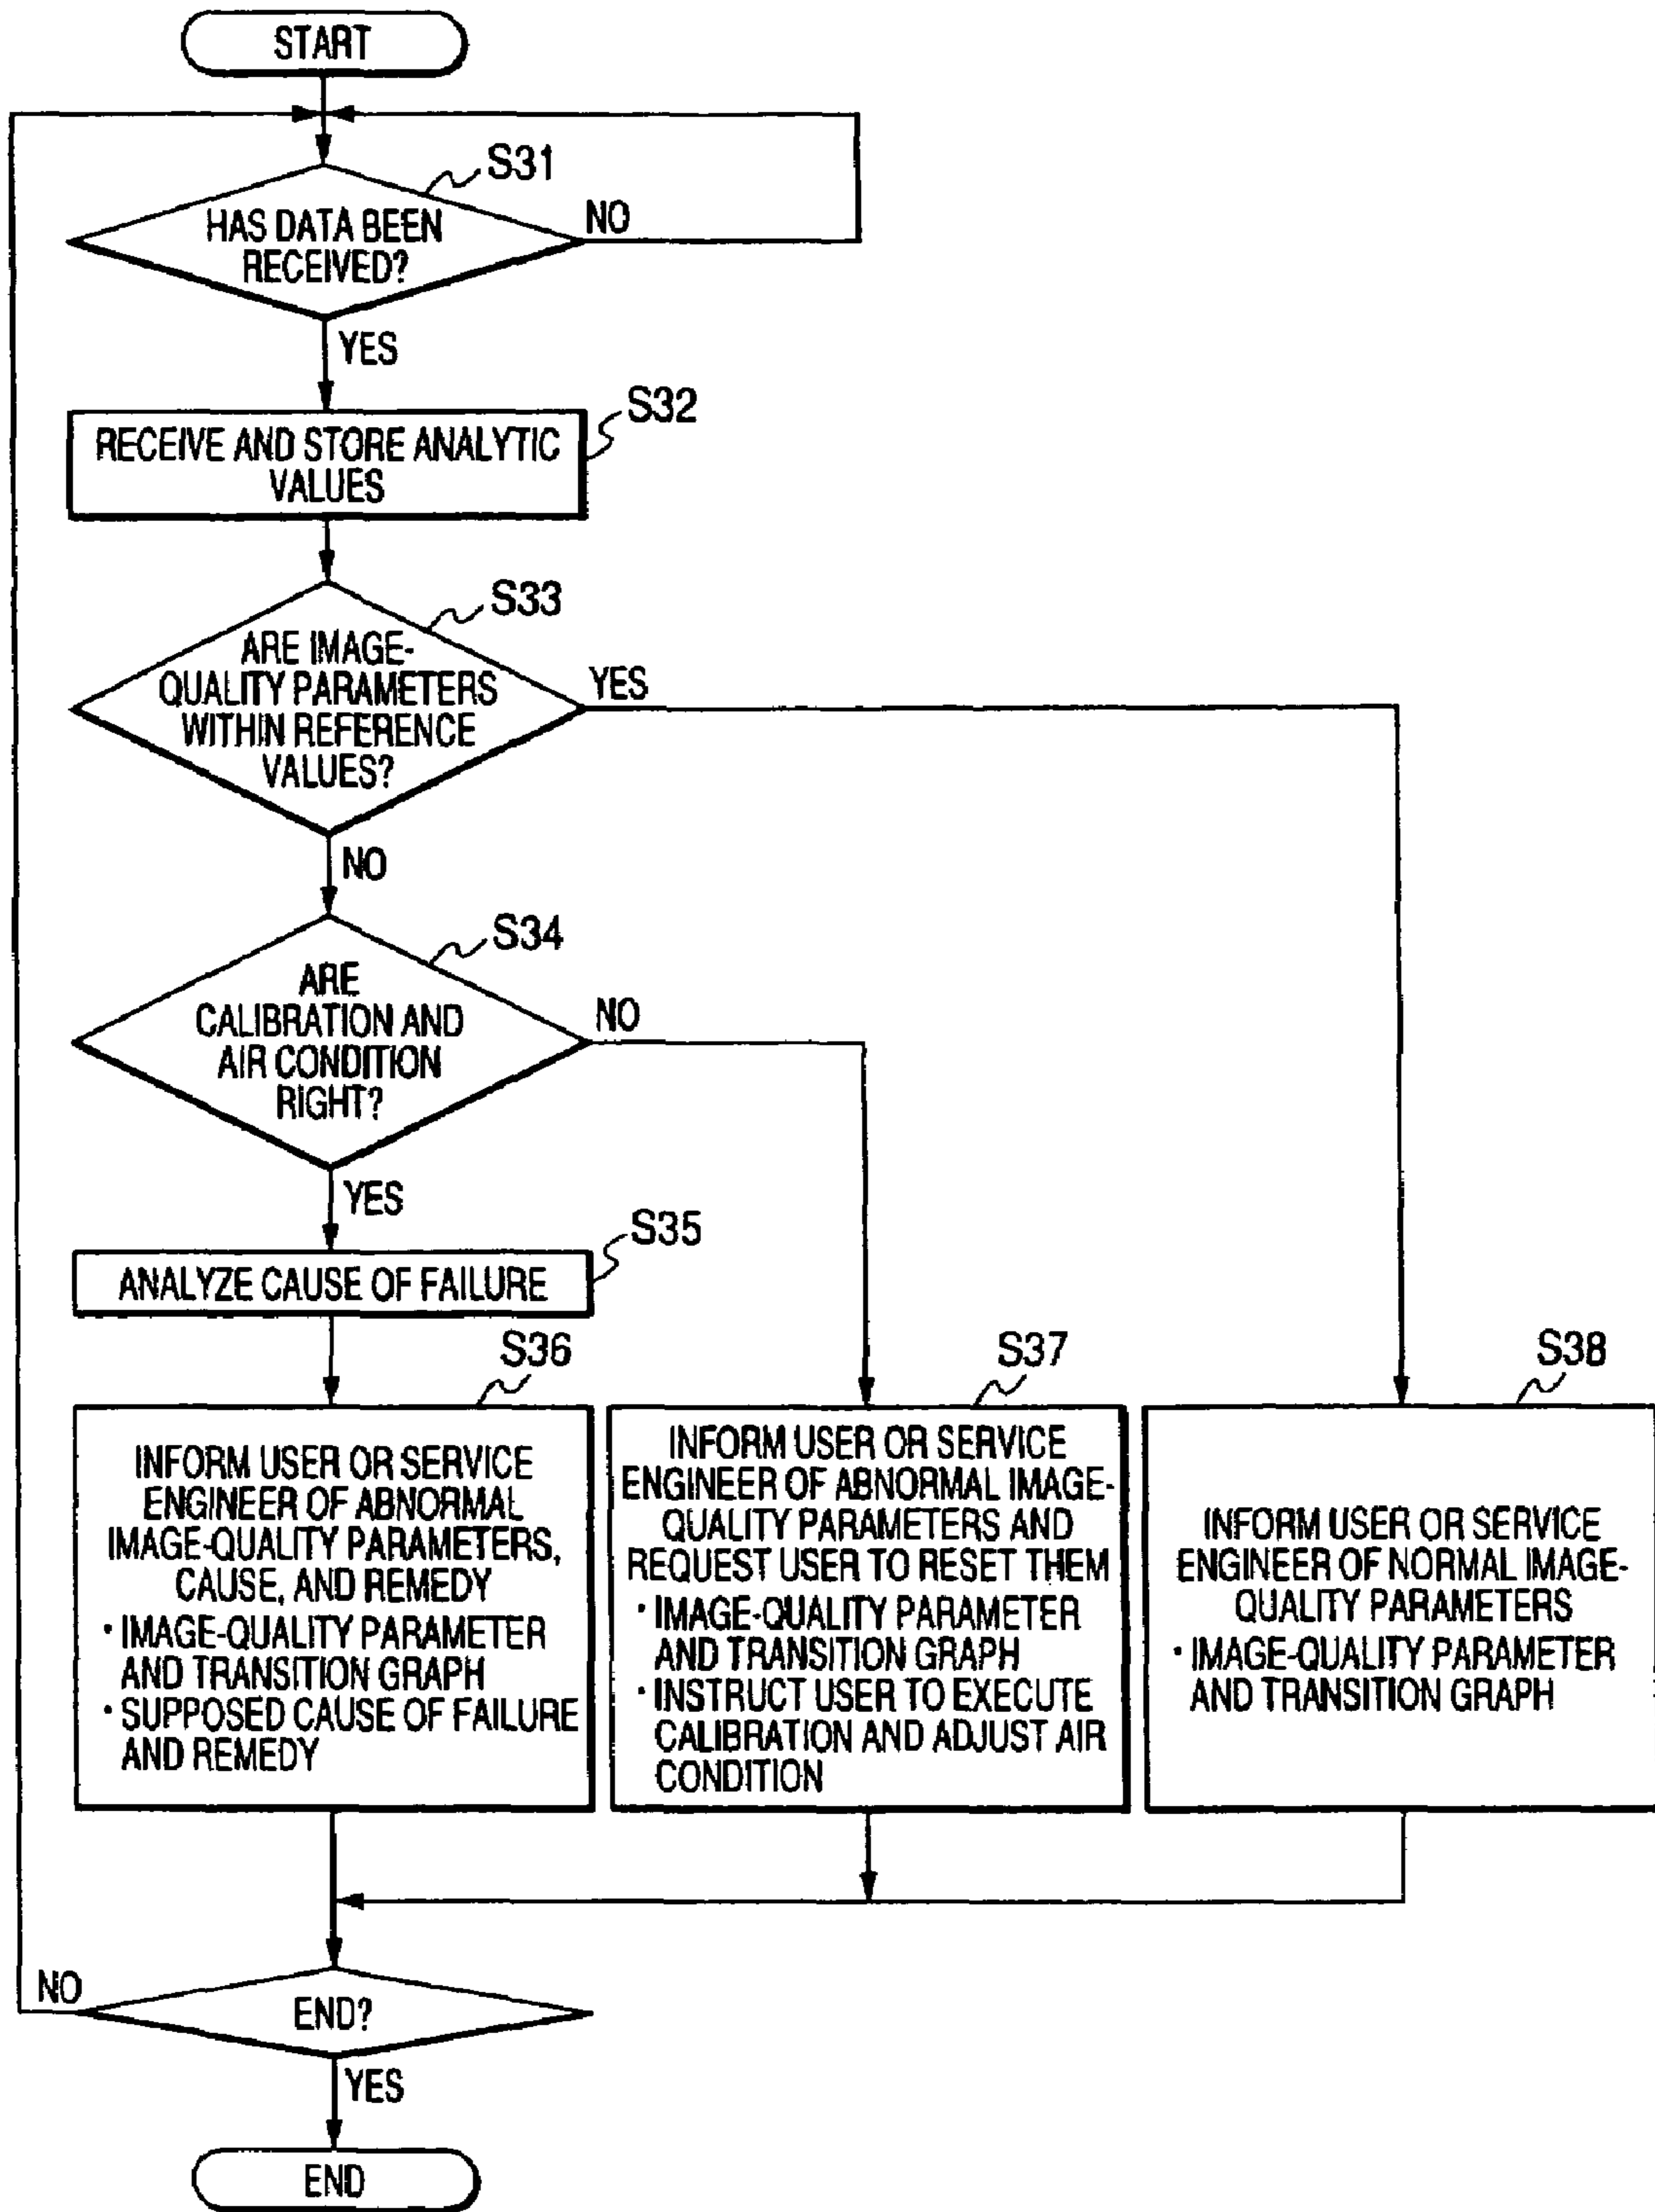 START
S31
HAS DATA BEEN
RECEIVED?
NO
YES
S32
RECEIVE AND STORE ANALYTIC
VALUES
S33
ARE IMAGE-
QUALITY PARAMETERS
WITHIN REFERENCE
VALUES?
YES
NO
S34
ARE
CALIBRATION AND
AIR CONDITION
RIGHT?
NO
YES
S35
ANALYZE CAUSE OF FAILURE
S36
INFORM USER OR SERVICE
ENGINEER OF ABNORMAL
IMAGE-QUALITY PARAMETERS,
CAUSE, AND REMEDY
· IMAGE-QUALITY PARAMETER
AND TRANSITION GRAPH
· SUPPOSED CAUSE OF FAILURE
AND REMEDY
S37
INFORM USER OR SERVICE
ENGINEER OF ABNORMAL IMAGE-
QUALITY PARAMETERS AND
REQUEST USER TO RESET THEM
· IMAGE-QUALITY PARAMETER
AND TRANSITION GRAPH
· INSTRUCT USER TO EXECUTE
CALIBRATION AND ADJUST AIR
CONDITION
S38
INFORM USER OR SERVICE
ENGINEER OF NORMAL IMAGE-
QUALITY PARAMETERS
· IMAGE-QUALITY PARAMETER
AND TRANSITION GRAPH
NO
END?
YES
END